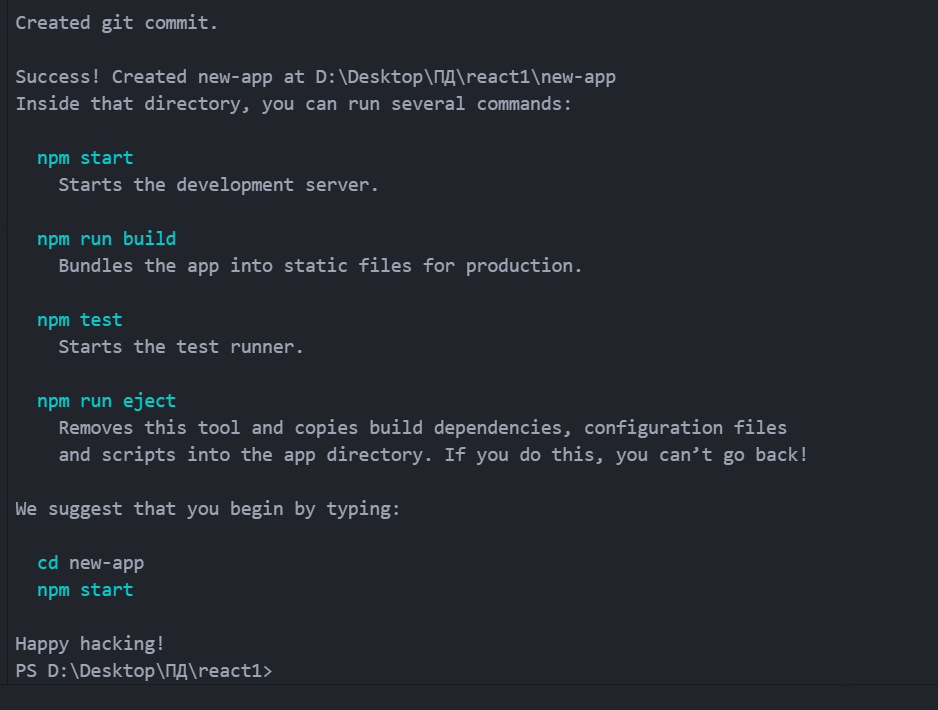 Created git commit.
Success! Created new-app at D:\Desktop\ПД\react1\new-app
Inside that directory, you can run several commands:
npm start
Starts the development server.
npm run build
Bundles the app into static files for production.
npm test
Starts the test runner.
npm run eject
Removes this tool and copies build dependencies, configuration files
and scripts into the app directory. If you do this, you can’t go back!
We suggest that you begin by typing:
cd new-app
npm start
Happy hacking!
PS D:\Desktop\ПД\react1>